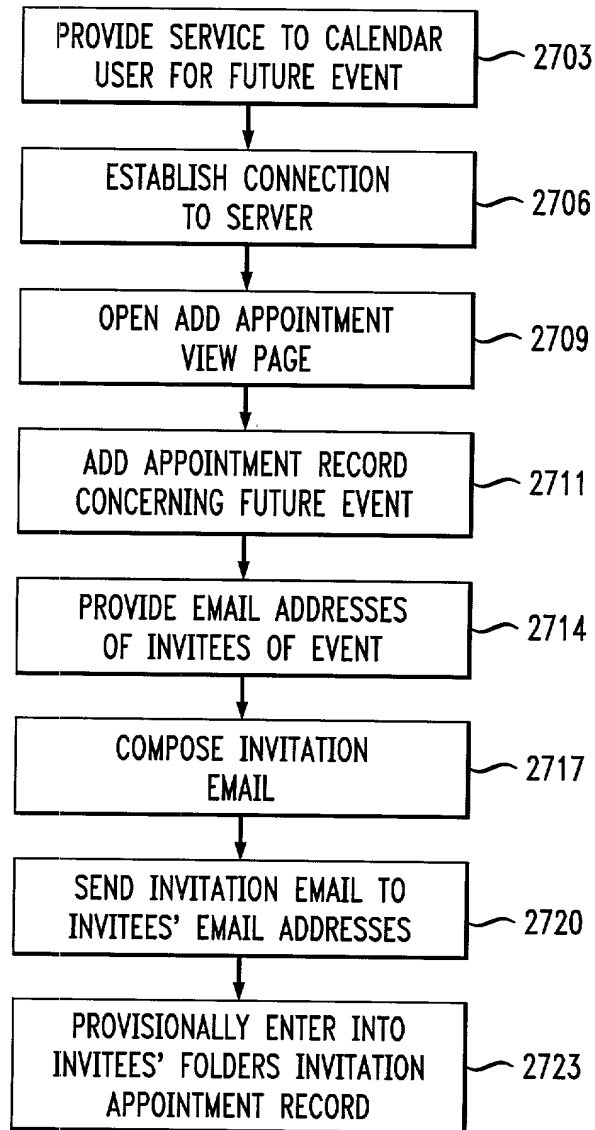 PROVIDE SERVICE TO CALENDAR
USER FOR FUTURE EVENT
2703
ESTABLISH CONNECTION
TO SERVER
2706
OPEN ADD APPOINTMENT
VIEW PAGE
2709
ADD APPOINTMENT RECORD
CONCERNING FUTURE EVENT
2711
PROVIDE EMAIL ADDRESSES
OF INVITEES OF EVENT
2714
COMPOSE INVITATION
EMAIL
2717
SEND INVITATION EMAIL TO
INVITEES' EMAIL ADDRESSES
2720
PROVISIONALLY ENTER INTO
INVITEES' FOLDERS INVITATION
APPOINTMENT RECORD
2723